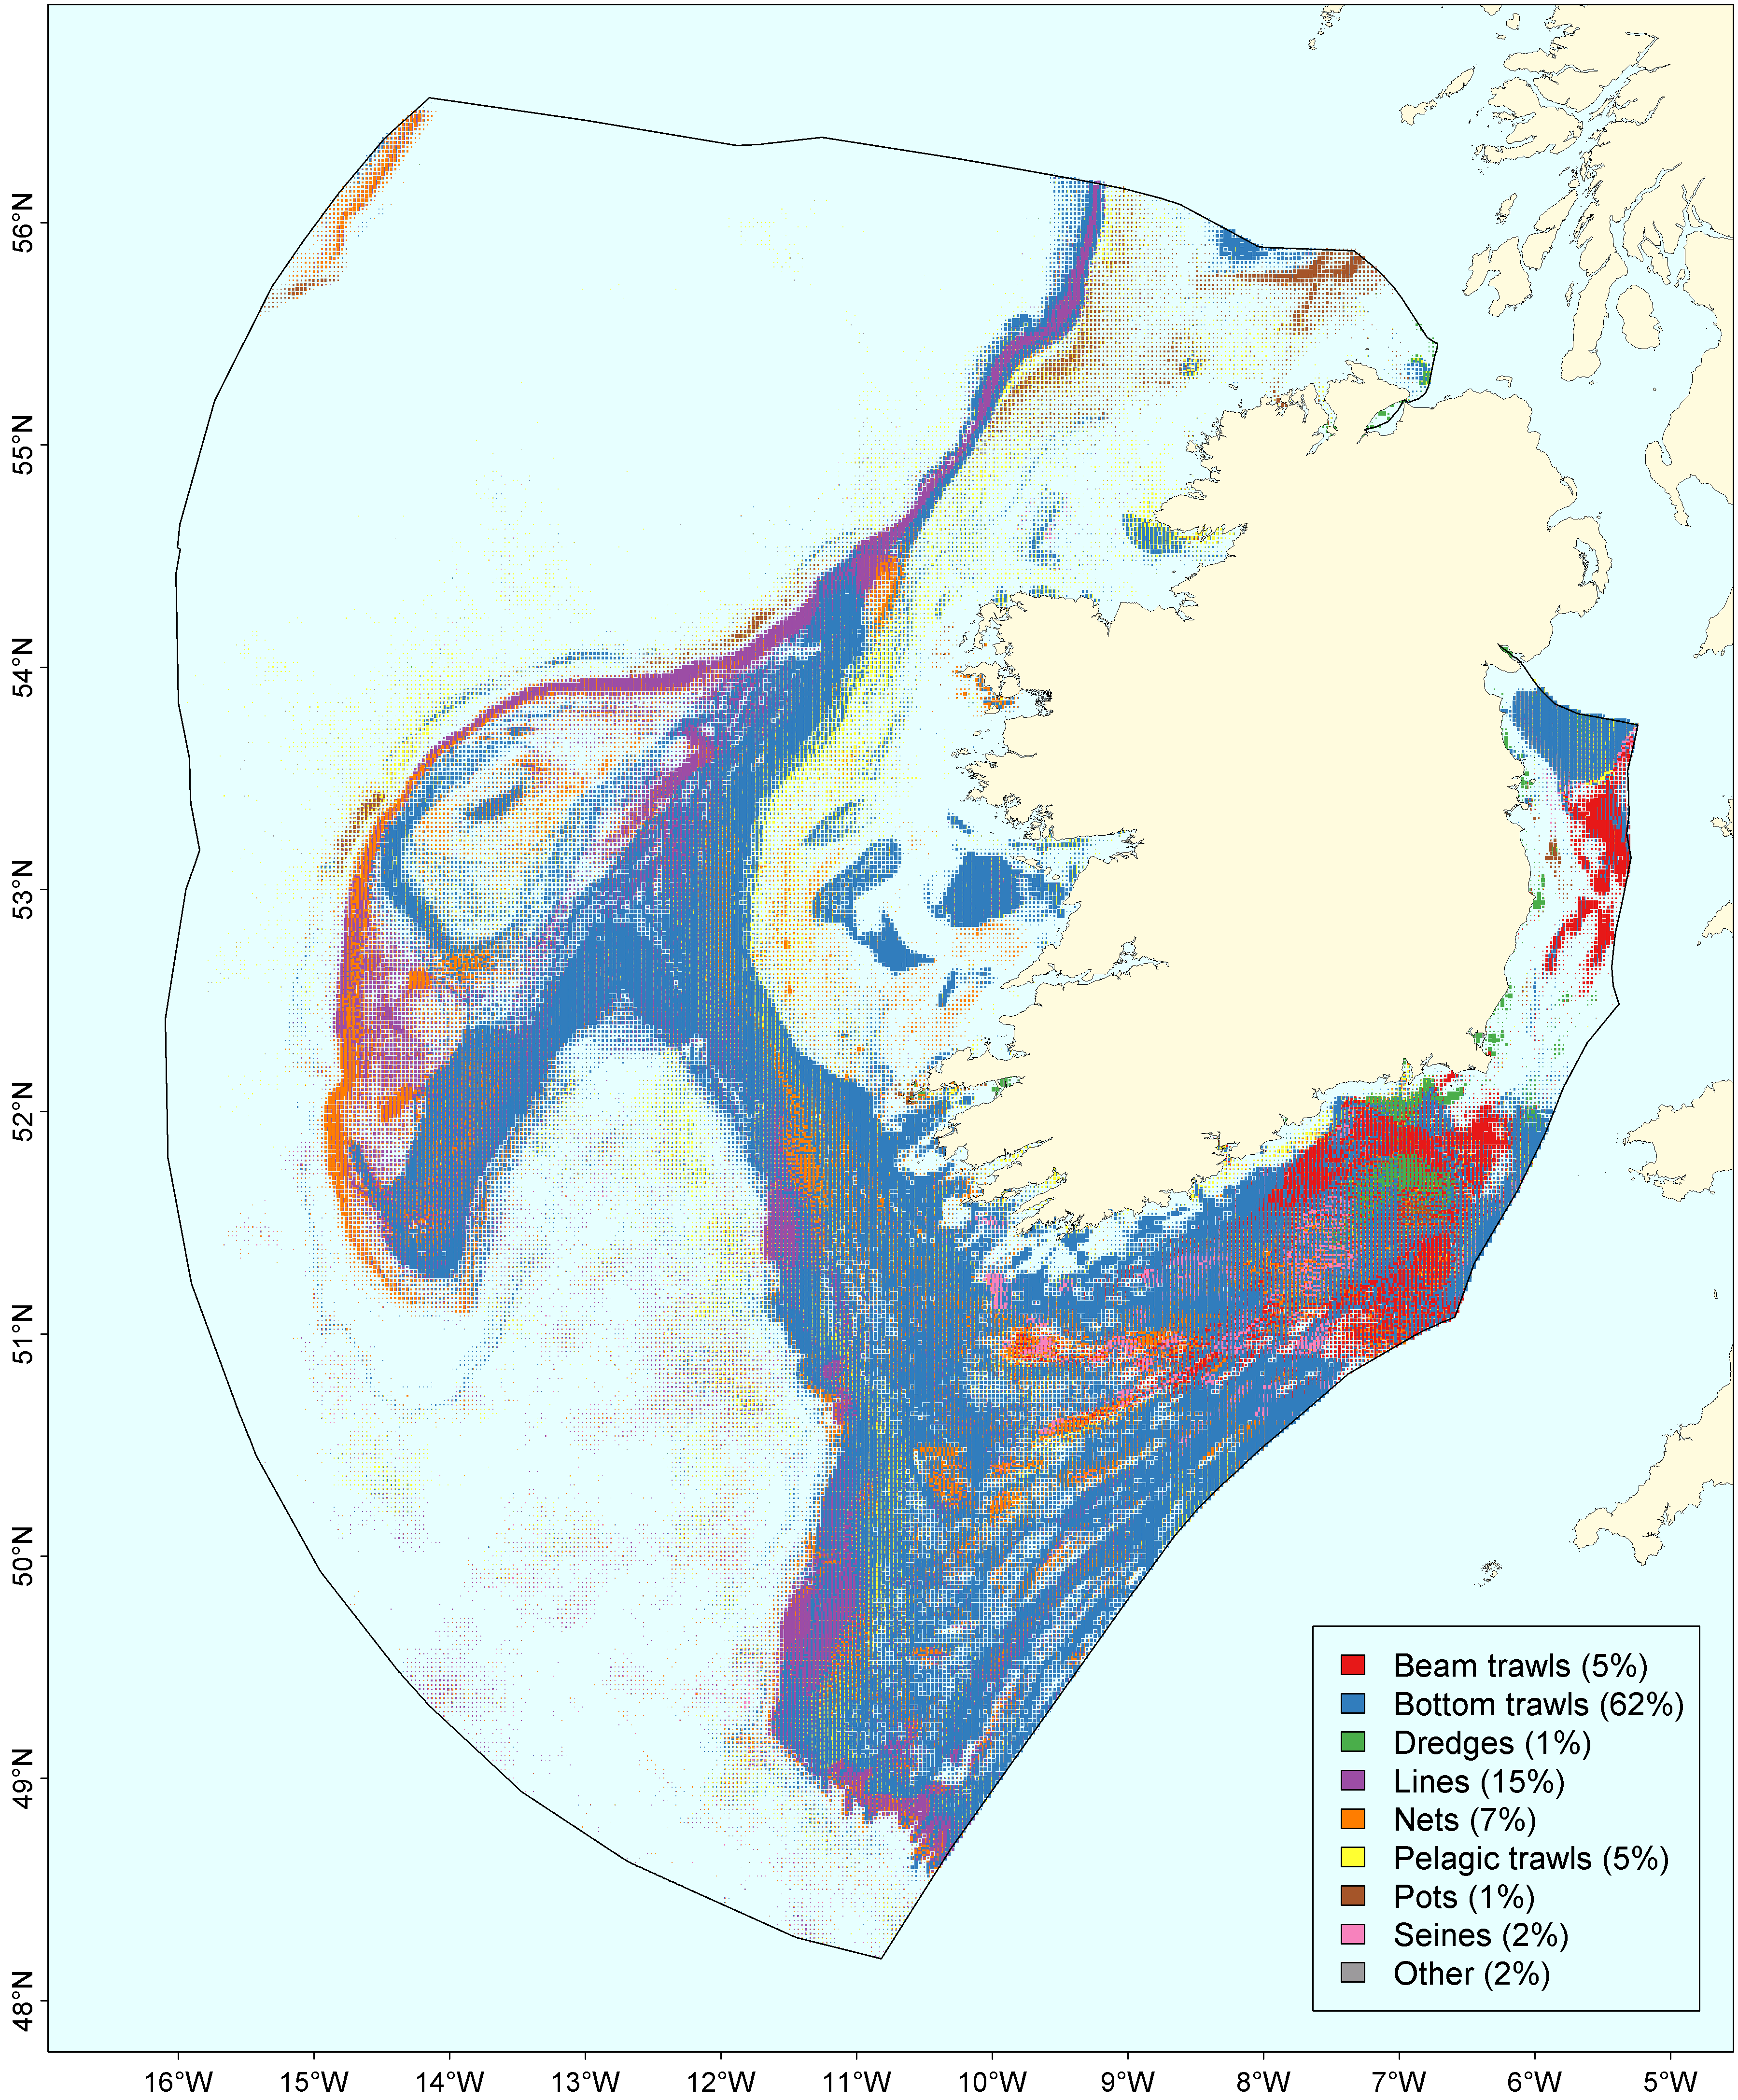 56°N
55°N
54°N
53°N
52°N
51°N
50°N
49°N
48°N
Beam trawls (5%)
Bottom trawls (62%)
Dredges (1%)
Lines (15%)
Nets (7%)
Pelagic trawls (5%)
Pots (1%)
Seines (2%)
Other (2%)
16°W 15°W 14°W 13°W 12°W 11°W 10°W 9°W 8°W 7°W 6°W 5°W